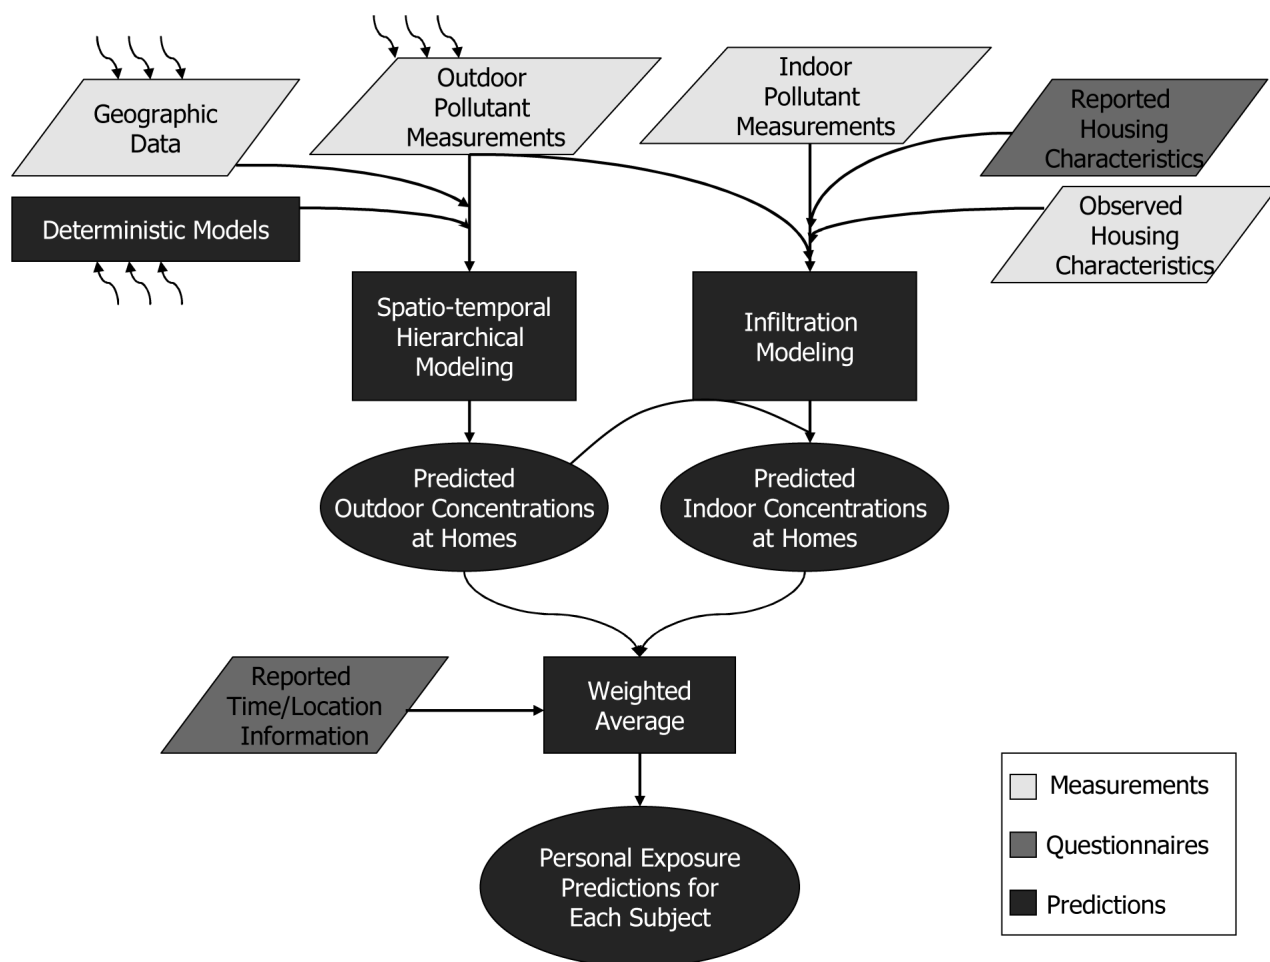 Geographic
Data
Outdoor
Pollutant
Measurements
Indoor
Pollutant
Measurements
Reported
Housing
Characteristics
Deterministic Models
Observed
Housing
Characteristics
Spatio-temporal
Hierarchical
Modeling
Infiltration
Modeling
Predicted
Outdoor Concentrations
at Homes
Predicted
Indoor Concentrations
at Homes
Reported
Time/Location
Information
Weighted
Average
Personal Exposure
Predictions for
Each Subject
Measurements
Questionnaires
Predictions